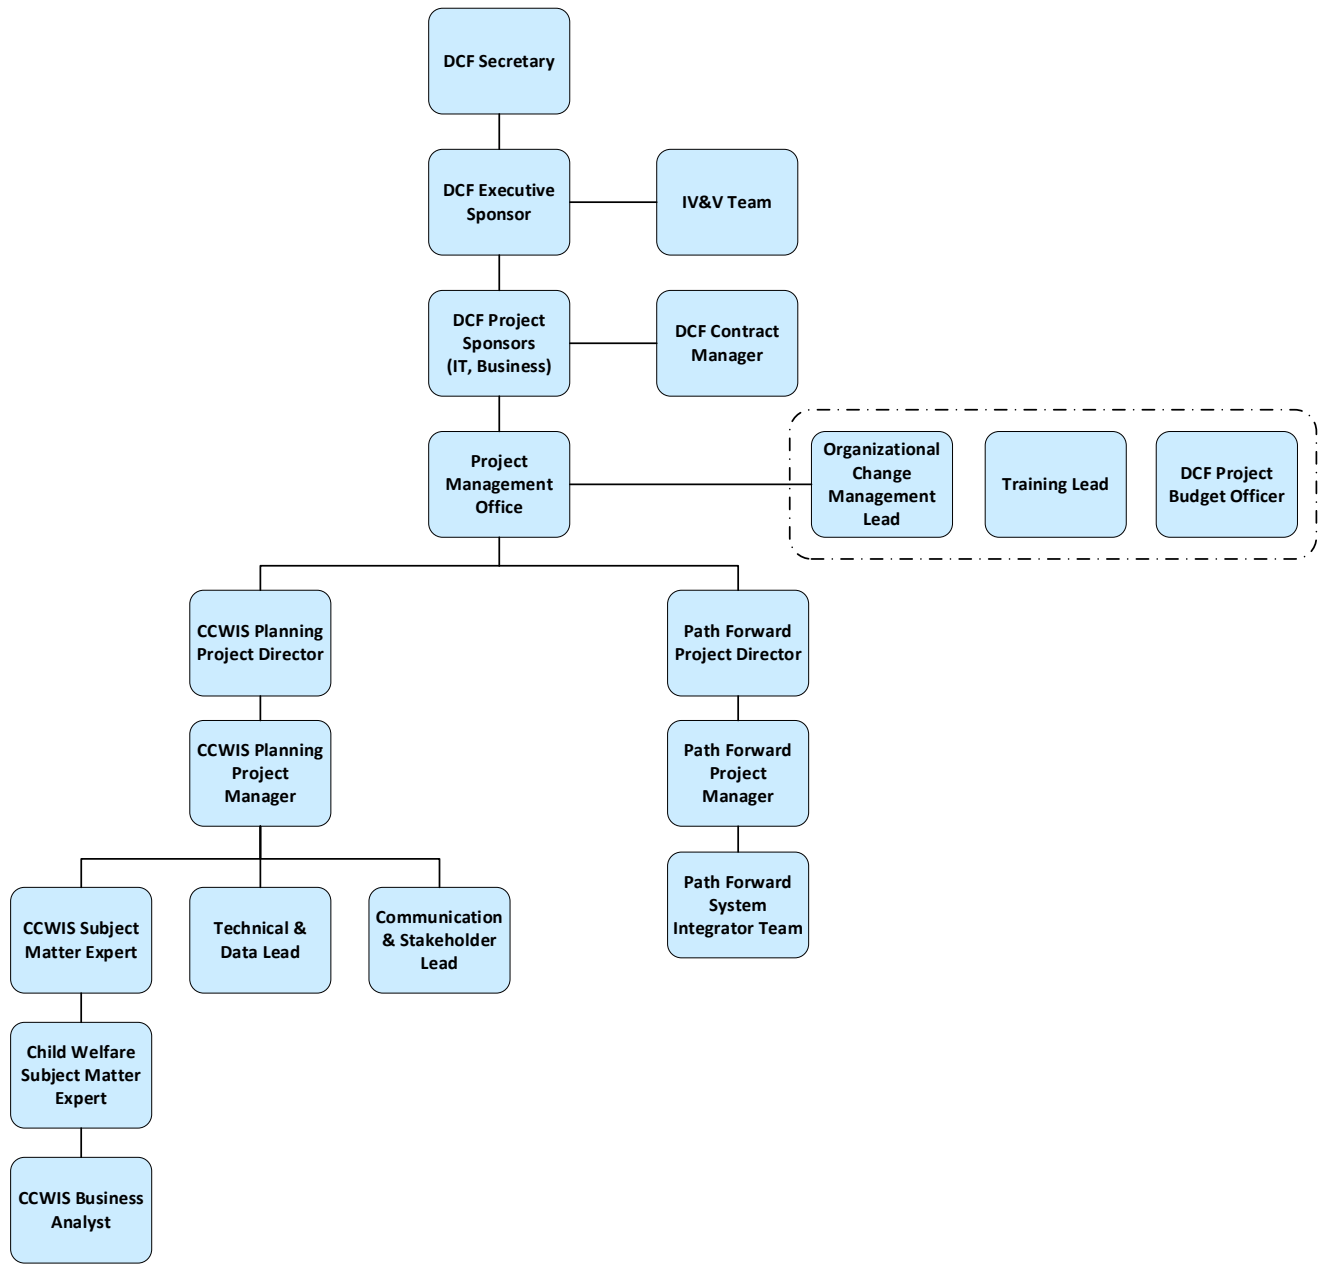 DCF Secretary
DCF Executive
Sponsor
IV&V Team
DCF Project
Sponsors
(IT, Business)
DCF Contract
Manager
Project
Management
Office
Organizational
Change
Management
Lead
Training Lead
DCF Project
Budget Officer
CCWIS Planning
Project Director
Path Forward
Project Director
CCWIS Planning
Project
Manager
Path Forward
Project
Manager
CCWIS Subject
Matter Expert
Technical &
Data Lead
Communication
& Stakeholder
Lead
Path Forward
System
Integrator Team
Child Welfare
Subject Matter
Expert
CCWIS Business
Analyst